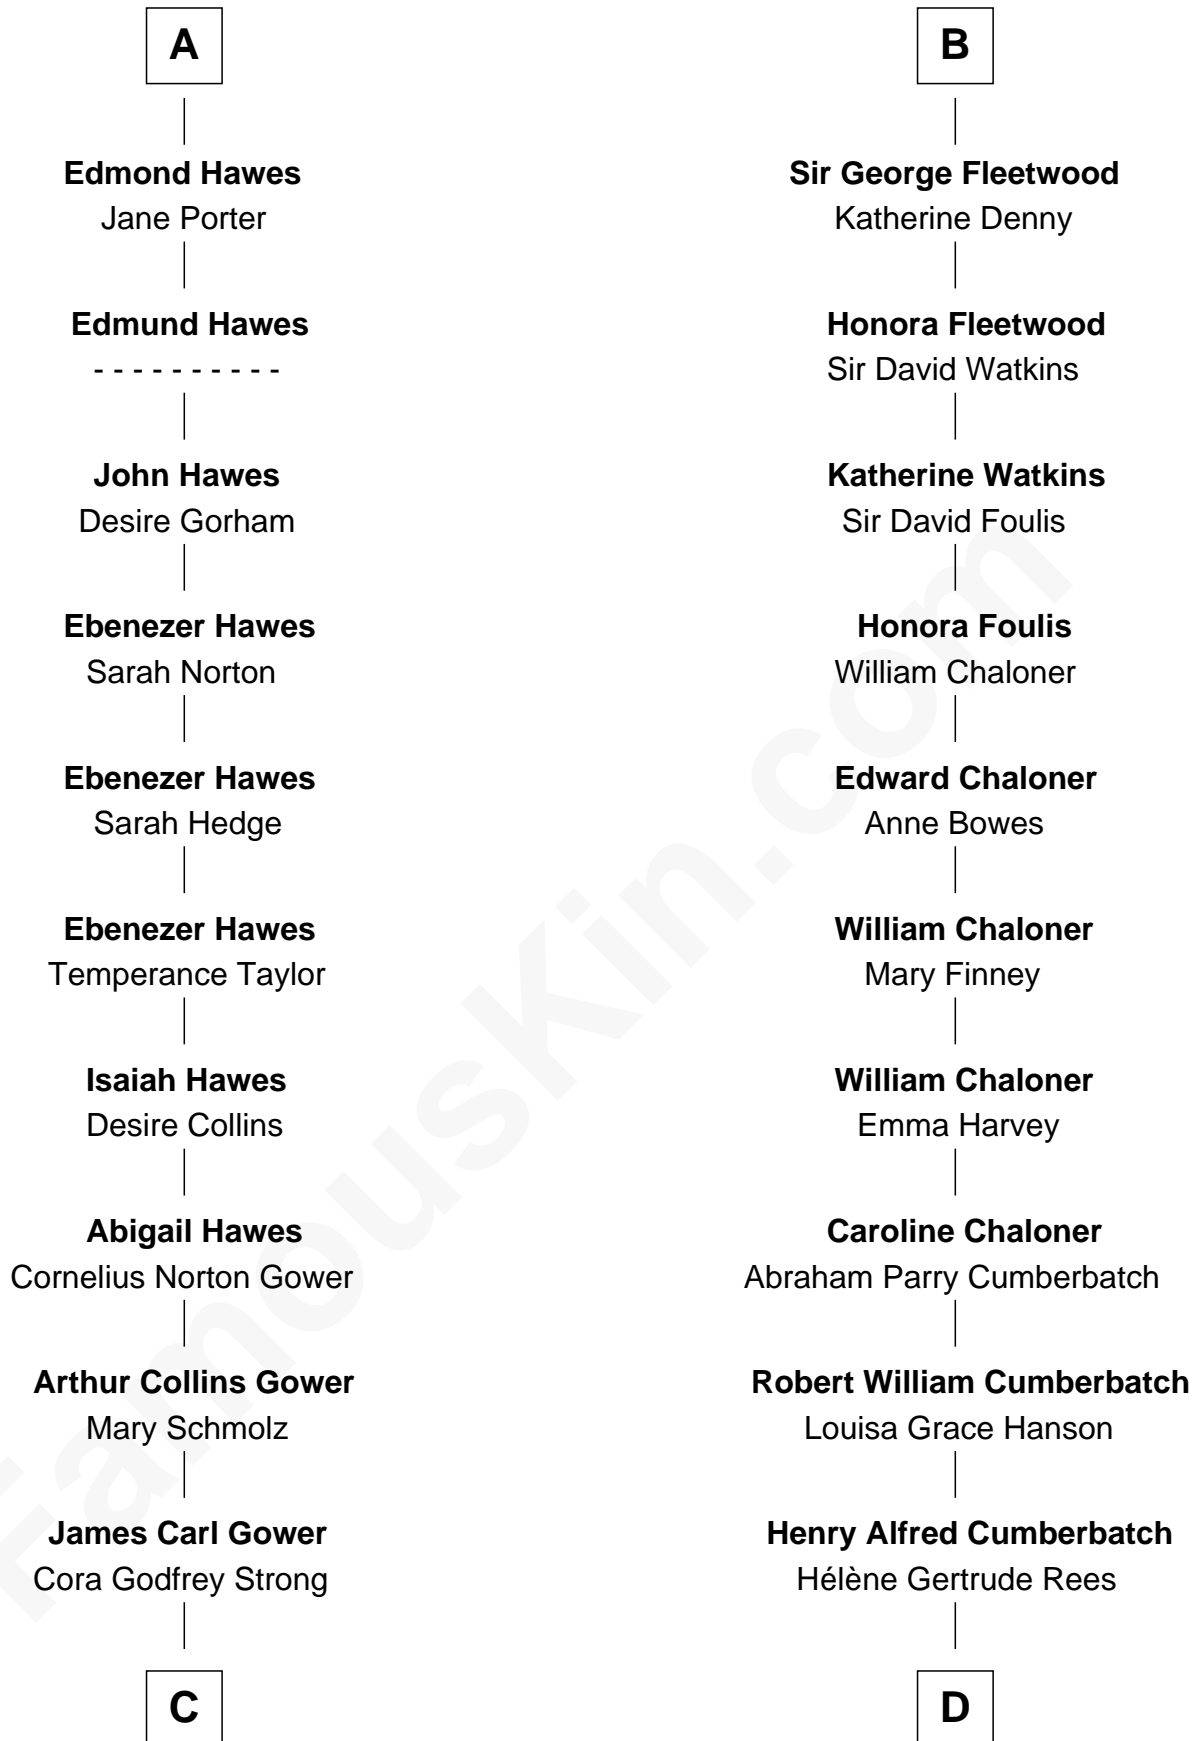 A
Edmond Hawes
Jane Porter
Edmund Hawes
- - - - - - - - - -
John Hawes
Desire Gorham
Ebenezer Hawes
Sarah Norton
Ebenezer Hawes
Sarah Hedge
Ebenezer Hawes
Temperance Taylor
Isaiah Hawes
Desire Collins
Abigail Hawes
Cornelius Norton Gower
Arthur Collins Gower
Mary Schmolz
James Carl Gower
Cora Godfrey Strong
C
B
Sir George Fleetwood
Katherine Denny
Honora Fleetwood
Sir David Watkins
Katherine Watkins
Sir David Foulis
Honora Foulis
William Chaloner
Edward Chaloner
Anne Bowes
William Chaloner
Mary Finney
William Chaloner
Emma Harvey
Caroline Chaloner
Abraham Parry Cumberbatch
Robert William Cumberbatch
Louisa Grace Hanson
Henry Alfred Cumberbatch
Hélène Gertrude Rees
D
FamousKin.com